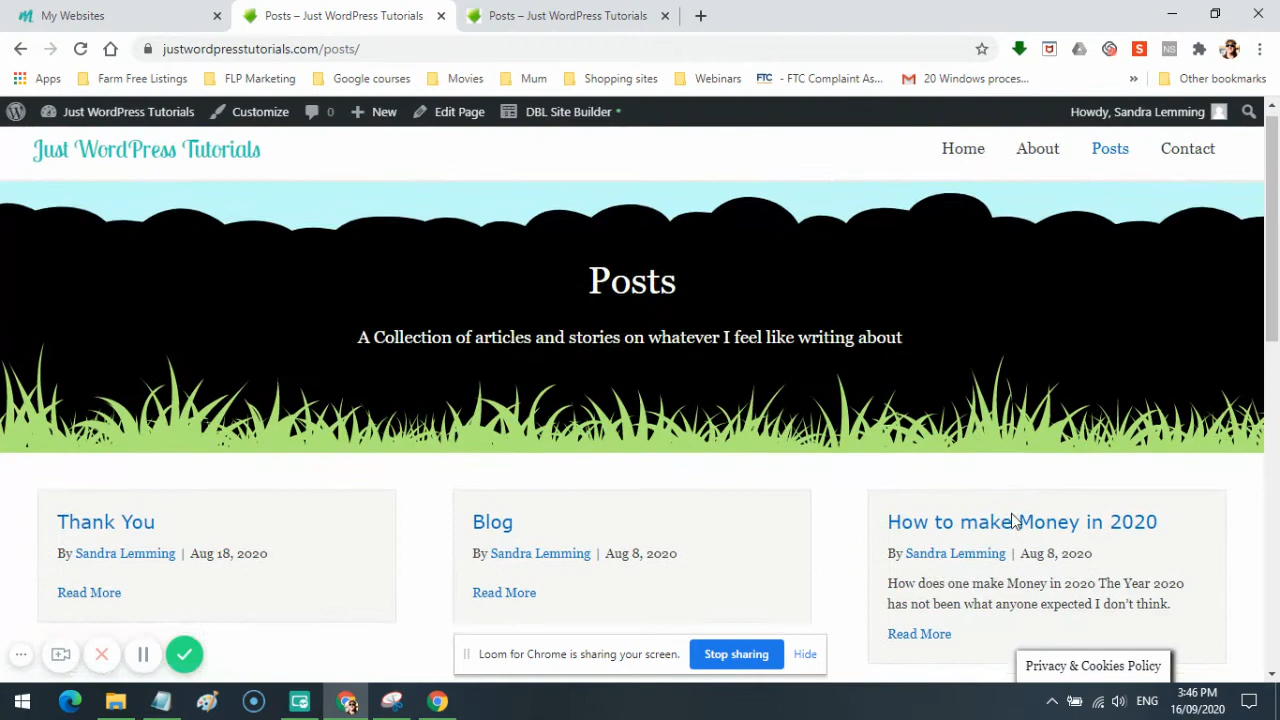 My Websites
Posts – Just WordPress Tutorials
Posts – Just WordPress Tutorials
justwordpresstutorials.com/posts/
S
NS
Apps
Farm Free Listings
FLP Marketing
Google courses
Movies
Mum
Shopping sites
Webinars
FTC
- FTC Complaint As...
20 Windows proces...
»
Other bookmarks
Just WordPress Tutorials
Customize
0
New
Edit Page
DBL Site Builder *
Howdy, Sandra Lemming
Just WordPress Tutorials
Home
About
Posts
Contact
Posts
A Collection of articles and stories on whatever I feel like writing about
Thank You
By Sandra Lemming | Aug 18, 2020
Read More
Blog
By Sandra Lemming | Aug 8, 2020
Read More
How to make Money in 2020
By Sandra Lemming | Aug 8, 2020
How does one make Money in 2020 The Year 2020
has not been what anyone expected I don't think.
Read More
Loom for Chrome is sharing your screen.
Stop sharing
Hide
Privacy & Cookies Policy
ENG
3:46 PM
16/09/2020